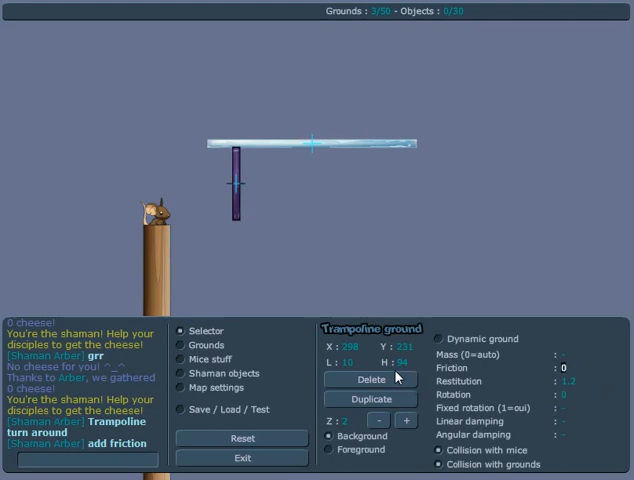 Grounds : 3/50 - Objects : 0/30
0 cheese!
You're the shaman! Help your
disciples to get the cheese!
[Shaman Arber] grr
No cheese for you! ^_^
Thanks to Arber, we gathered
0 cheese!
You're the shaman! Help your
disciples to get the cheese!
[Shaman Arber] Trampoline
turn around
[Shaman Arber] add friction
Selector
Grounds
Mice stuff
Shaman objects
Map settings
Save / Load / Test
Reset
Exit
Trampoline ground
X : 298 Y : 231
L : 10 H : 94
Delete
Duplicate
Z : 2 - +
Background
Foreground
Dynamic ground
Mass (0=auto) : -
Friction : 0
Restitution : 1.2
Rotation : 0
Fixed rotation (1=oui) : -
Linear damping : -
Angular damping : -
Collision with mice
Collision with grounds